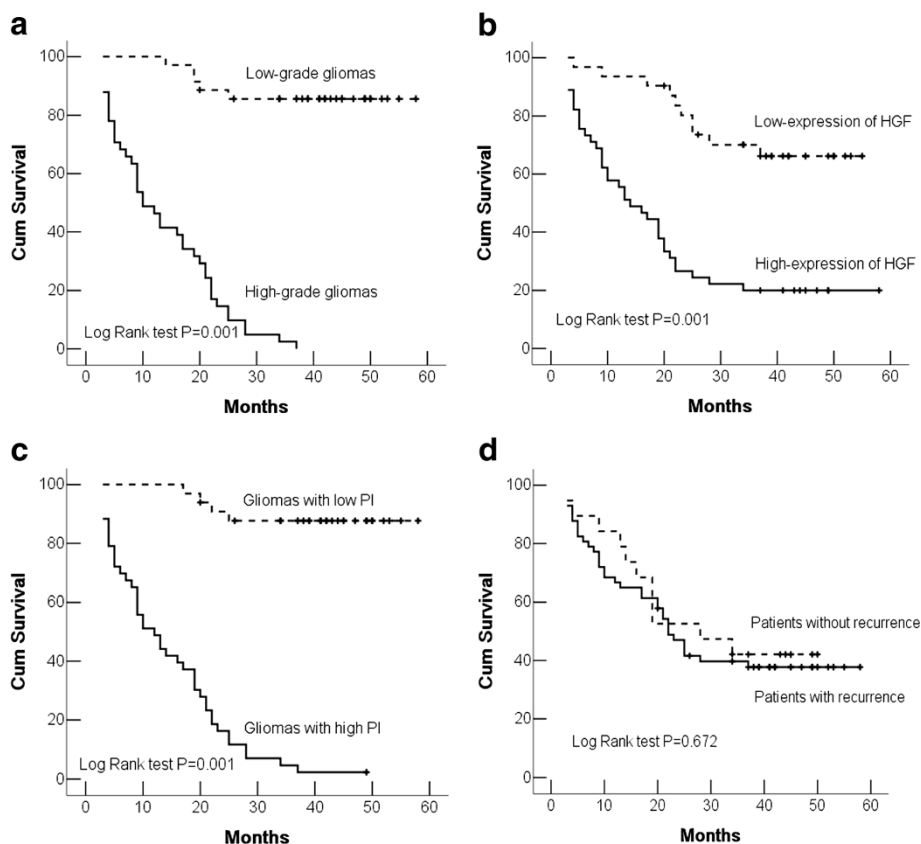 a
100
80
60
40
20
0
Cum Survival
Low-grade gliomas
High-grade gliomas
Log Rank test P=0.001
0 10 20 30 40 50 60
Months
b
100
80
60
40
20
0
Cum Survival
Low-expression of HGF
High-expression of HGF
Log Rank test P=0.001
0 10 20 30 40 50 60
Months
c
100
80
60
40
20
0
Cum Survival
Gliomas with low PI
Gliomas with high PI
Log Rank test P=0.001
0 10 20 30 40 50 60
Months
d
100
80
60
40
20
0
Cum Survival
Patients without recurrence
Patients with recurrence
Log Rank test P=0.672
0 10 20 30 40 50 60
Months